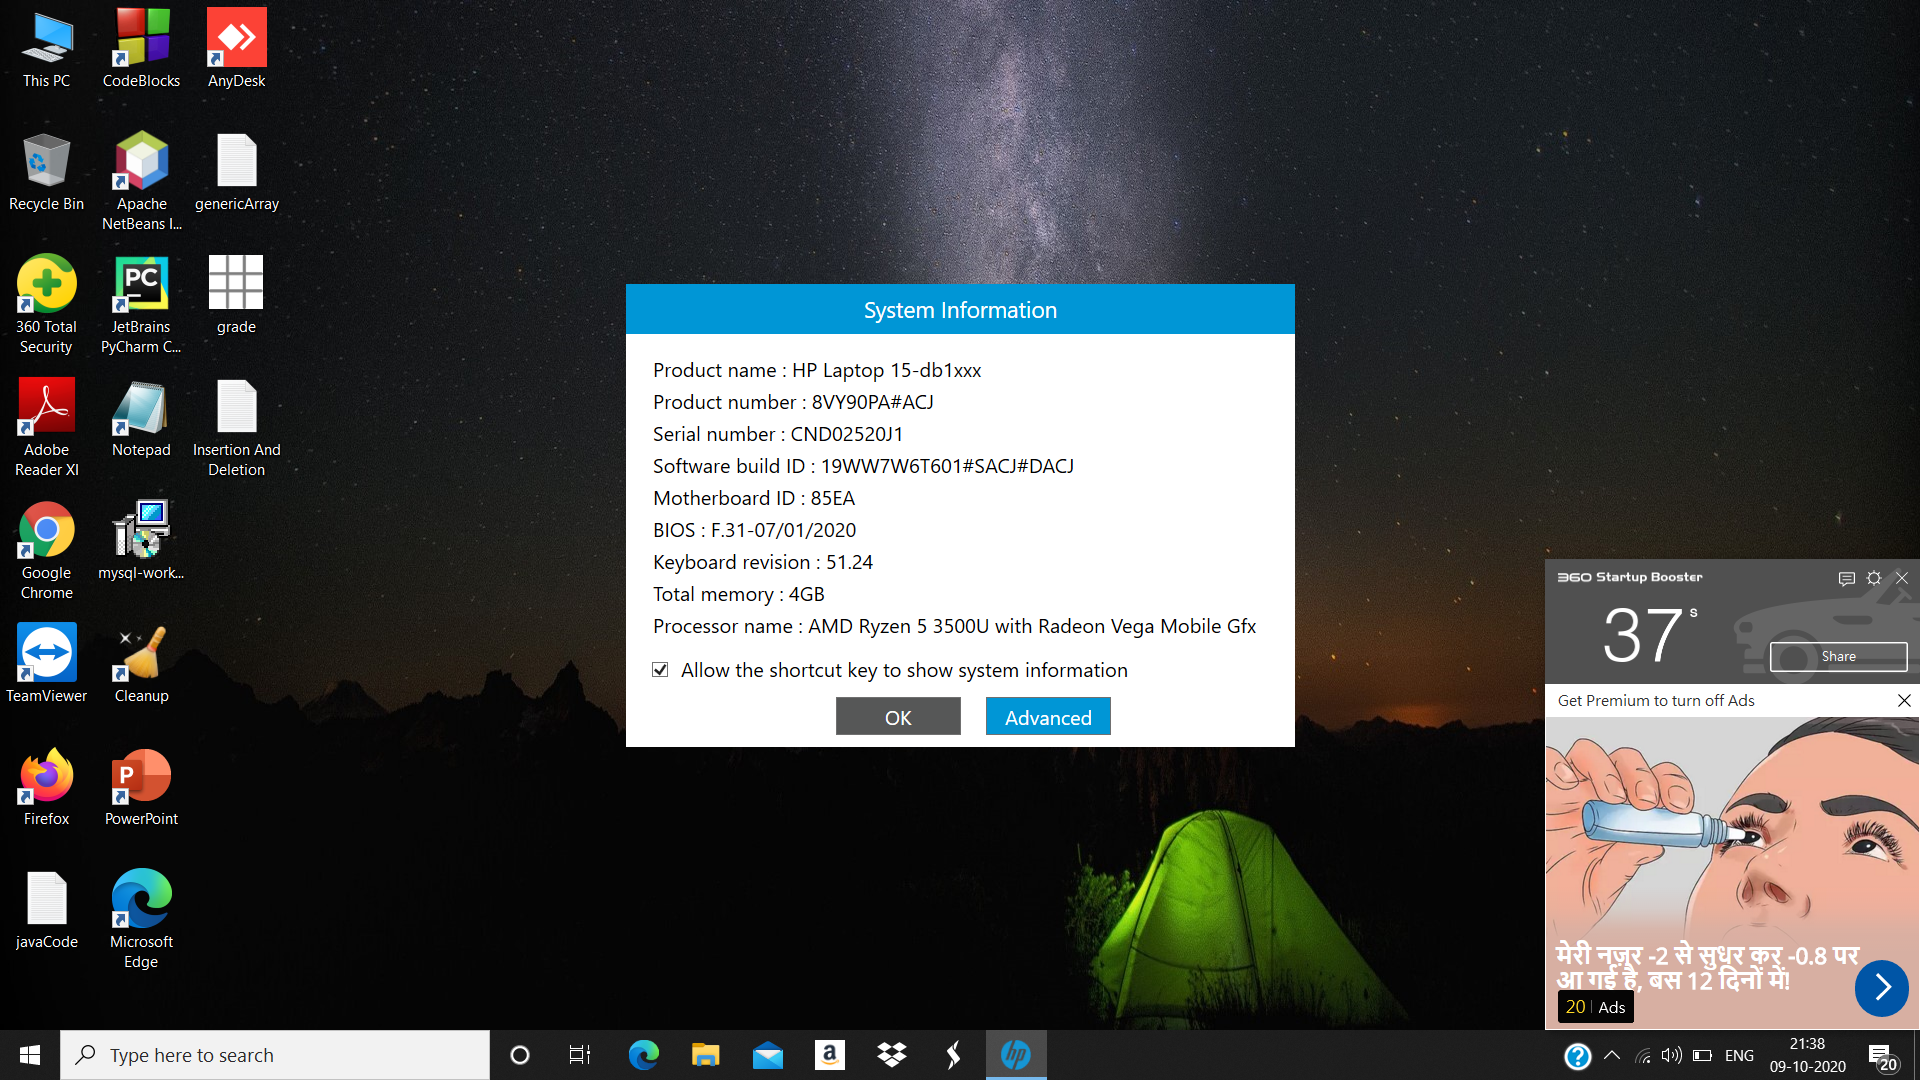 This PC
CodeBlocks
AnyDesk
Recycle Bin
Apache
NetBeans I...
genericArray
360 Total
Security
PC
JetBrains
PyCharm C...
grade
Adobe
Reader XI
Notepad
Insertion And
Deletion
Google
Chrome
mysql-work...
TeamViewer
Cleanup
Firefox
P
PowerPoint
javaCode
Microsoft
Edge
System Information
Product name : HP Laptop 15-db1xxx
Product number : 8VY90PA#ACJ
Serial number : CND02520J1
Software build ID : 19WW7W6T601#SACJ#DACJ
Motherboard ID : 85EA
BIOS : F.31-07/01/2020
Keyboard revision : 51.24
Total memory : 4GB
Processor name : AMD Ryzen 5 3500U with Radeon Vega Mobile Gfx
Allow the shortcut key to show system information
OK
Advanced
360 Startup Booster
37 s
Share
Get Premium to turn off Ads
मेरी नज़र -2 से सुधर कर -0.8 पर
आ गई है, बस 12 दिनों में!
20 | Ads
Type here to search
a
hp
?
ENG
21:38
09-10-2020
20